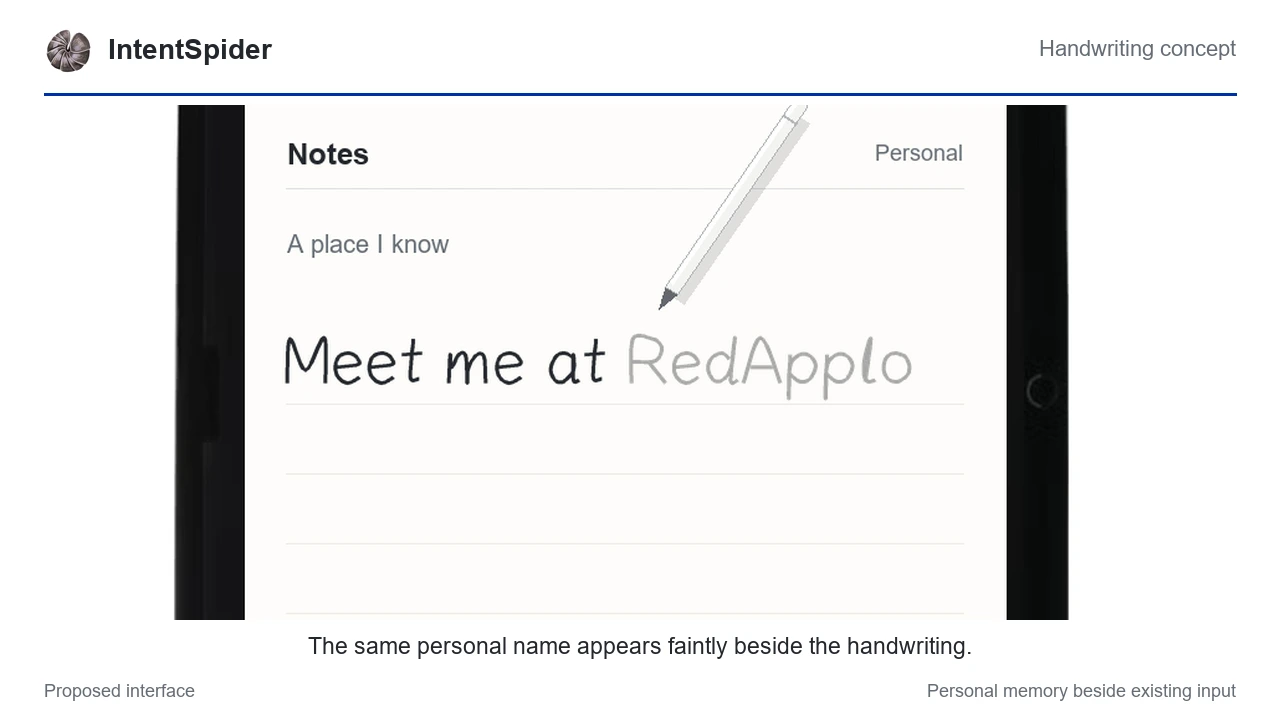 IntentSpider
Handwriting concept
Notes
Personal
A place I know
Meet me at RedApplo
The same personal name appears faintly beside the handwriting.
Proposed interface
Personal memory beside existing input